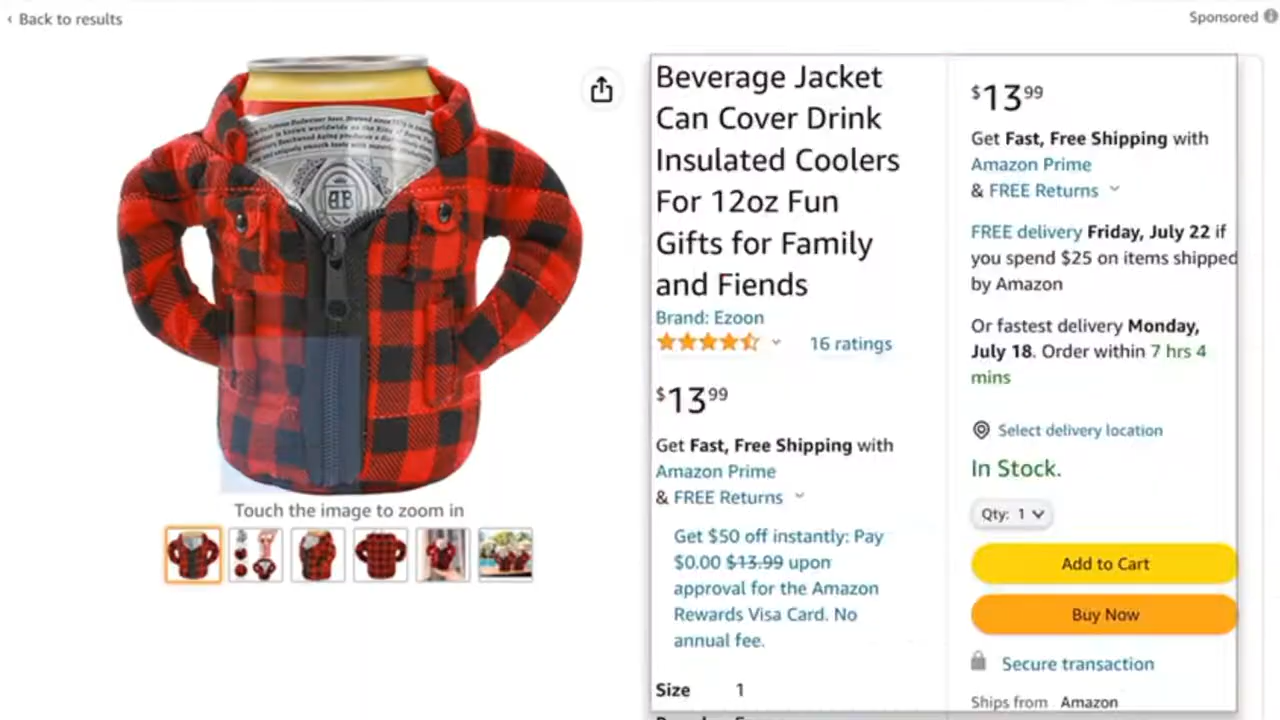 ‹ Back to results
Sponsored
Beverage Jacket
Can Cover Drink
Insulated Coolers
For 12oz Fun
Gifts for Family
and Fiends
Brand: Ezoon
16 ratings
$13 99
Get Fast, Free Shipping with
Amazon Prime
& FREE Returns
Get $50 off instantly: Pay
$0.00 $13.99 upon
approval for the Amazon
Rewards Visa Card. No
annual fee.
Size 1
$13 99
Get Fast, Free Shipping with
Amazon Prime
& FREE Returns
FREE delivery Friday, July 22 if
you spend $25 on items shipped
by Amazon
Or fastest delivery Monday,
July 18. Order within 7 hrs 4
mins
Select delivery location
In Stock.
Qty: 1
Add to Cart
Buy Now
Secure transaction
Ships from Amazon
AB
Touch the image to zoom in